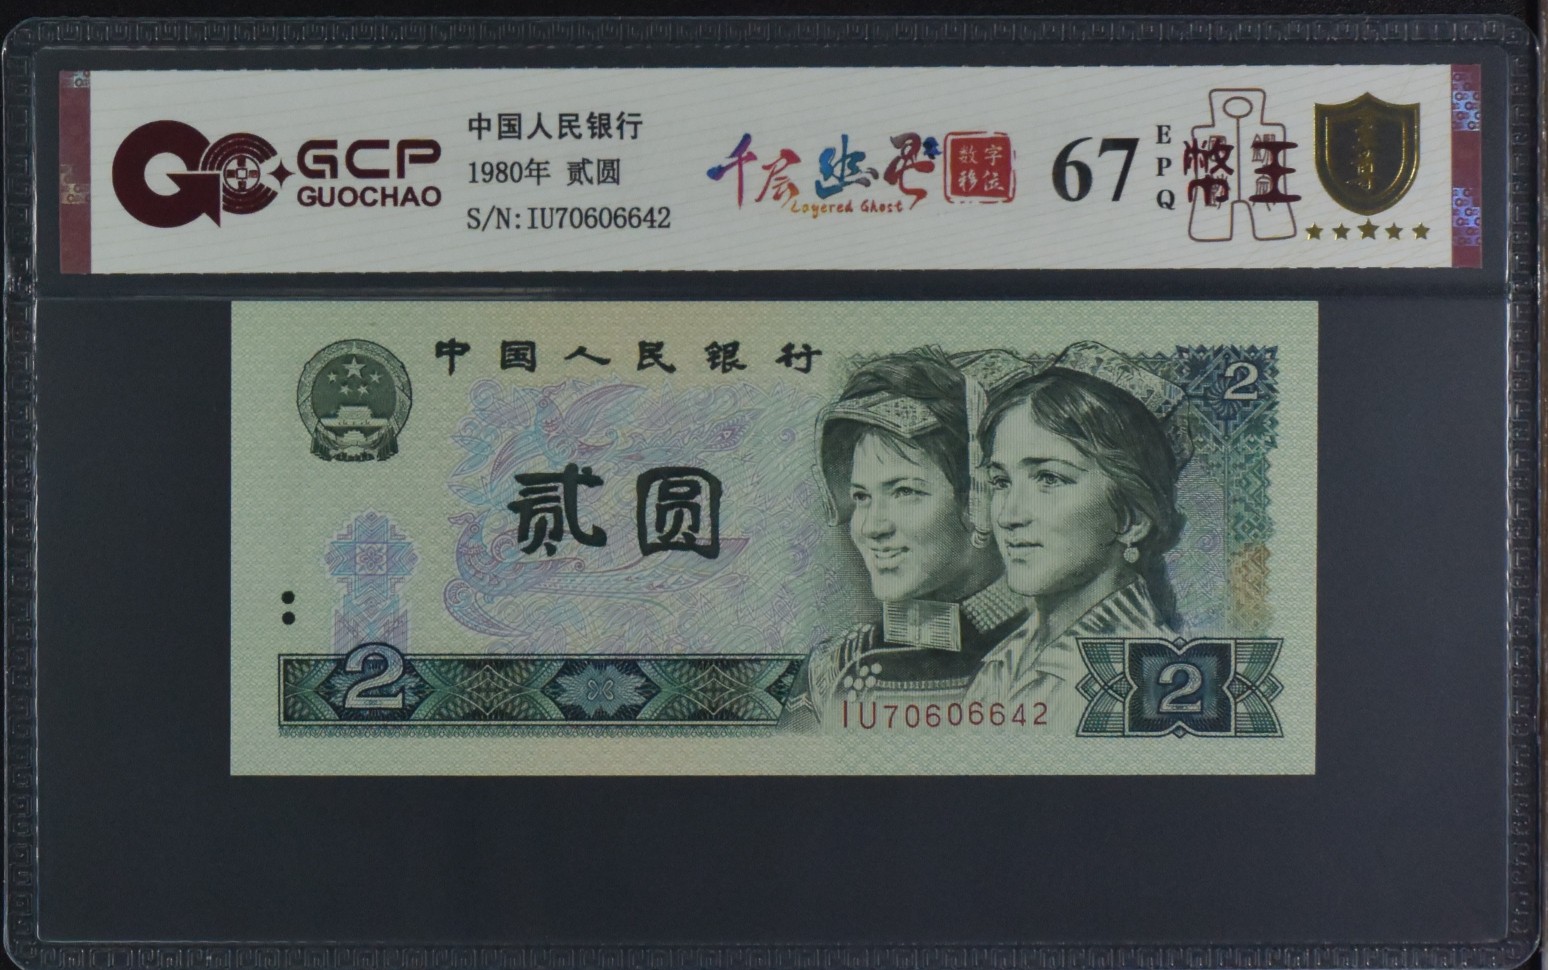 GCP
GUOCHAO
中国人民银行
1980年 贰圆
S/N:IU70606642
千层幽灵
Layered Ghost
数字
移位
67
EPQ
中国人民银行
2
贰圆
2
IU70606642
2